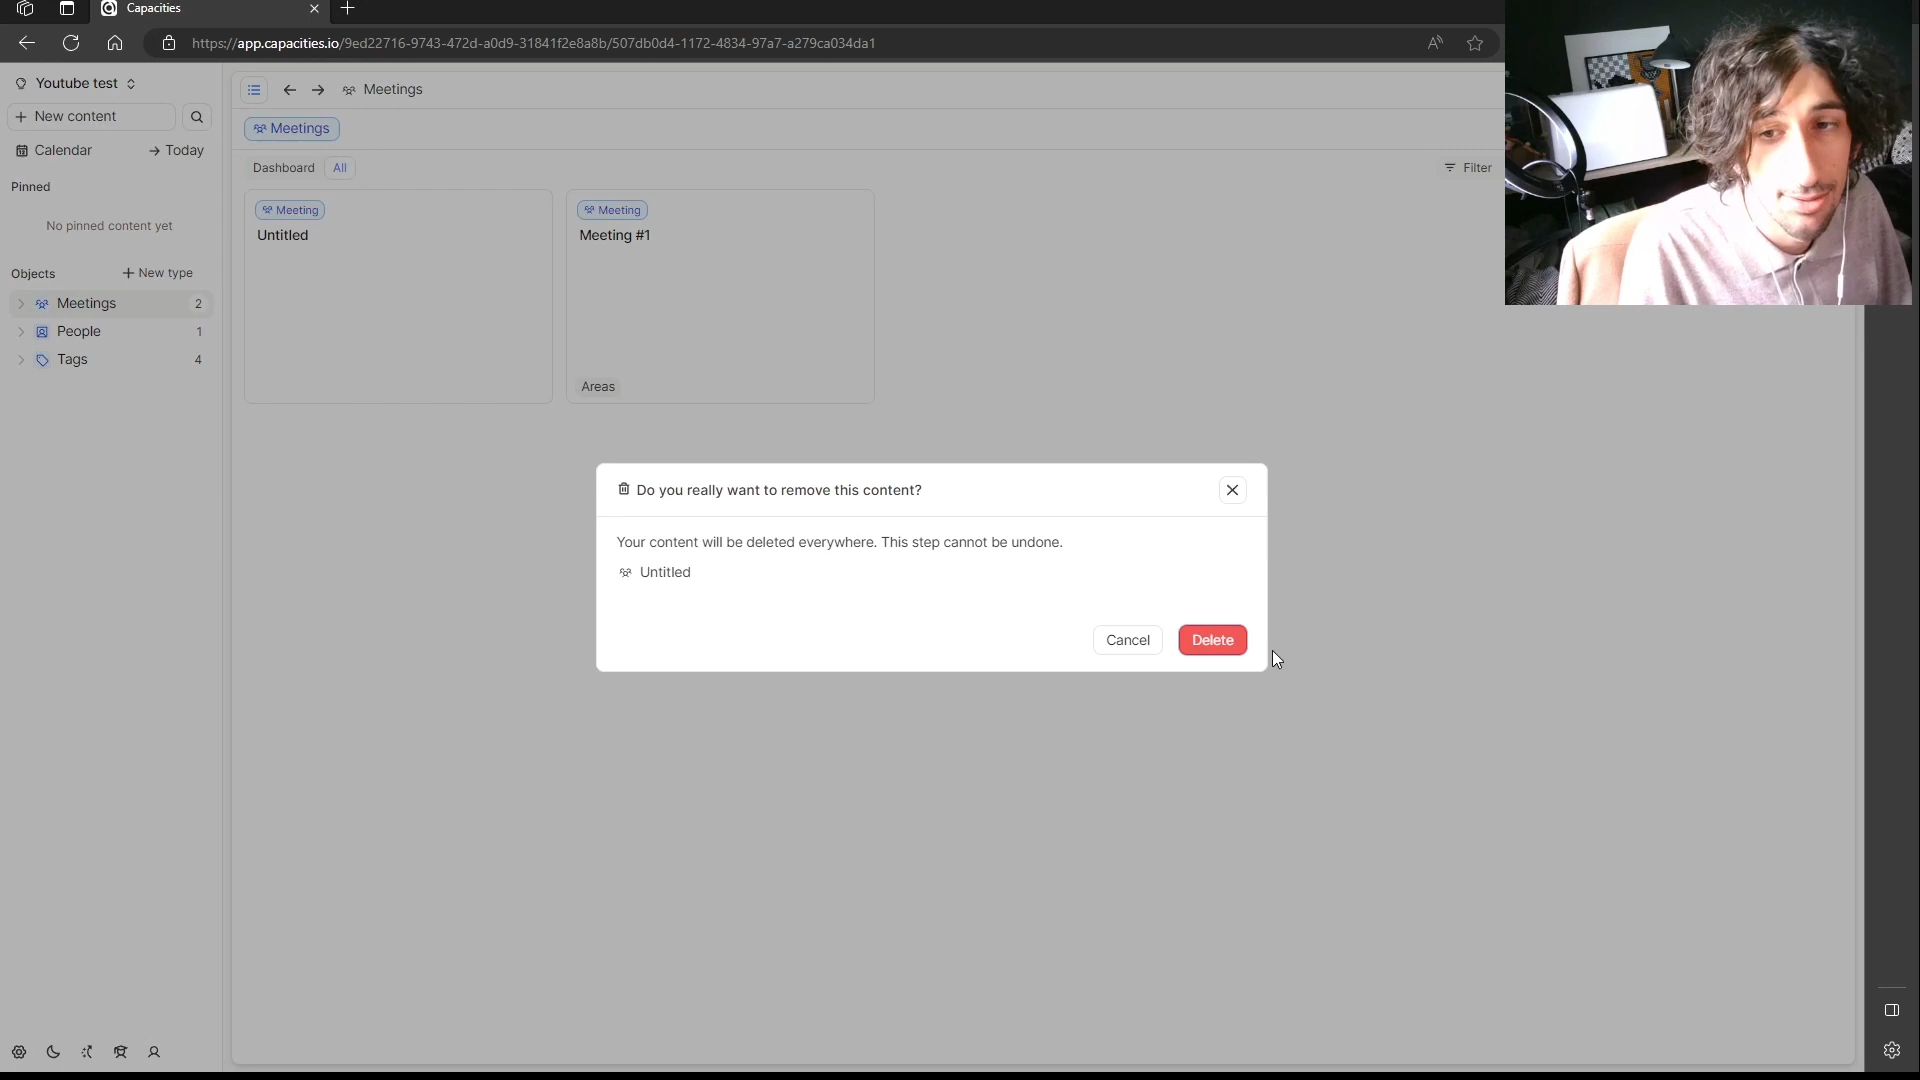 Capacities
https://app.capacities.io/9ed22716-9743-472d-a0d9-31841f2e8a8b/507db0d4-1172-4834-97a7-a279ca034da1
Youtube test
New content
Calendar
Today
Pinned
No pinned content yet
Objects
New type
Meetings 2
People 1
Tags 4
Meetings
Meetings
Dashboard
All
Filter
Meeting
Untitled
Meeting
Meeting #1
Areas
Do you really want to remove this content?
Your content will be deleted everywhere. This step cannot be undone.
Untitled
Cancel
Delete